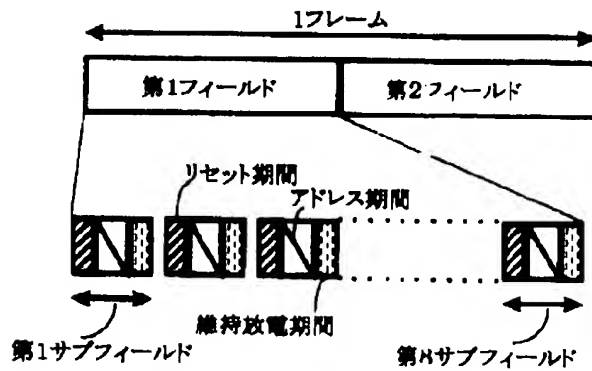 1フレーム
第1フィールド
第2フィールド
リセット期間
アドレス期間
維持放電期間
第1サブフィールド
第8サブフィールド